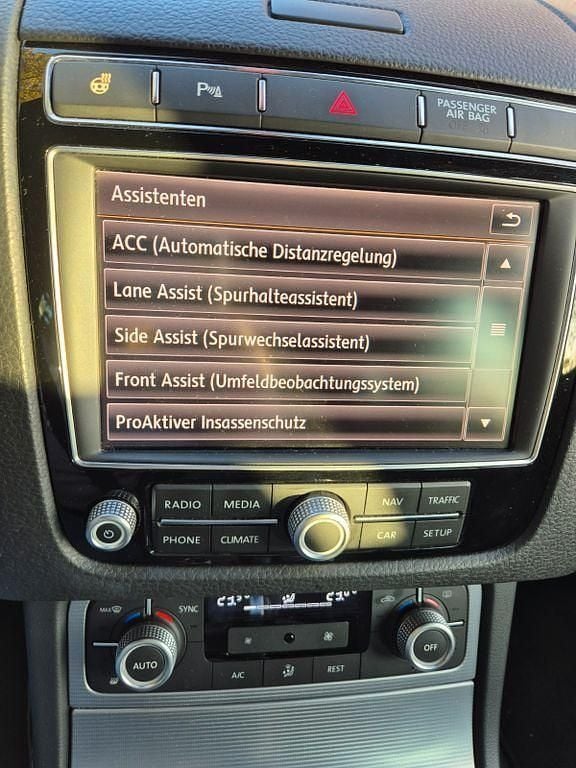 P
PASSENGER
AIR BAG
Assistenten
ACC (Automatische Distanzregelung)
Lane Assist (Spurhalteassistent)
Side Assist (Spurwechselassistent)
Front Assist (Umfeldbeobachtungssystem)
ProAktiver Insassenschutz
RADIO MEDIA NAV TRAFFIC
PHONE CLIMATE CAR SETUP
MAX SYNC
AUTO OFF
A/C REST